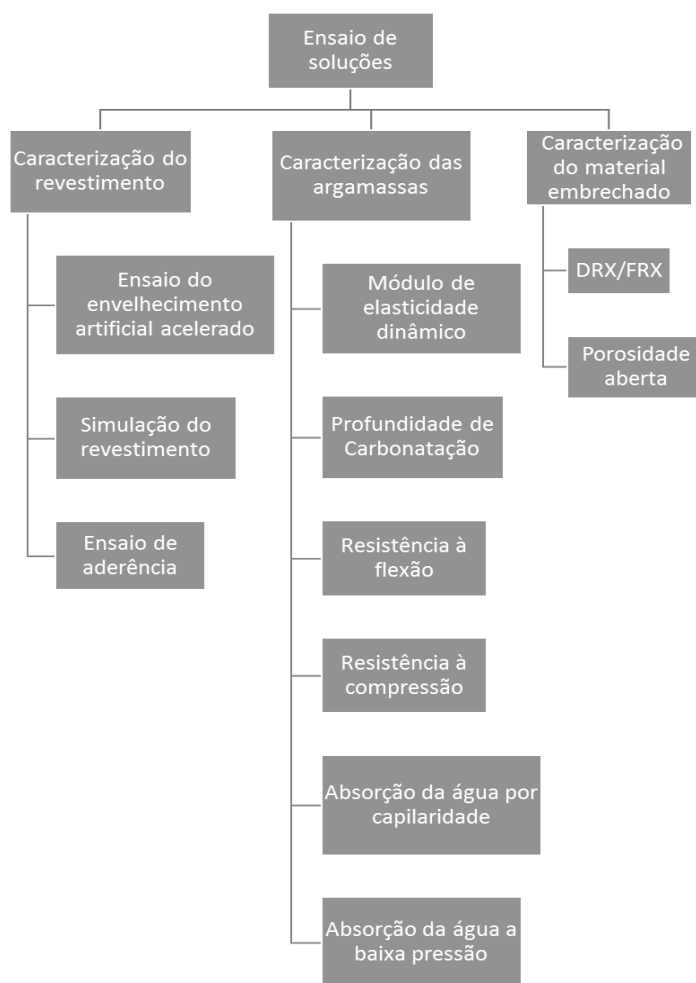 Ensaio de
soluções
Caracterização do
revestimento
Ensaio do
envelhecimento
artificial acelerado
Simulação do
revestimento
Ensaio de
aderência
Caracterização das
argamassas
Módulo de
elasticidade
dinâmico
Profundidade de
Carbonatação
Resistência à
flexão
Resistência à
compressão
Absorção da água por
capilaridade
Absorção da água a
baixa pressão
Caracterização
do material
embrechado
DRX/FRX
Porosidade
aberta